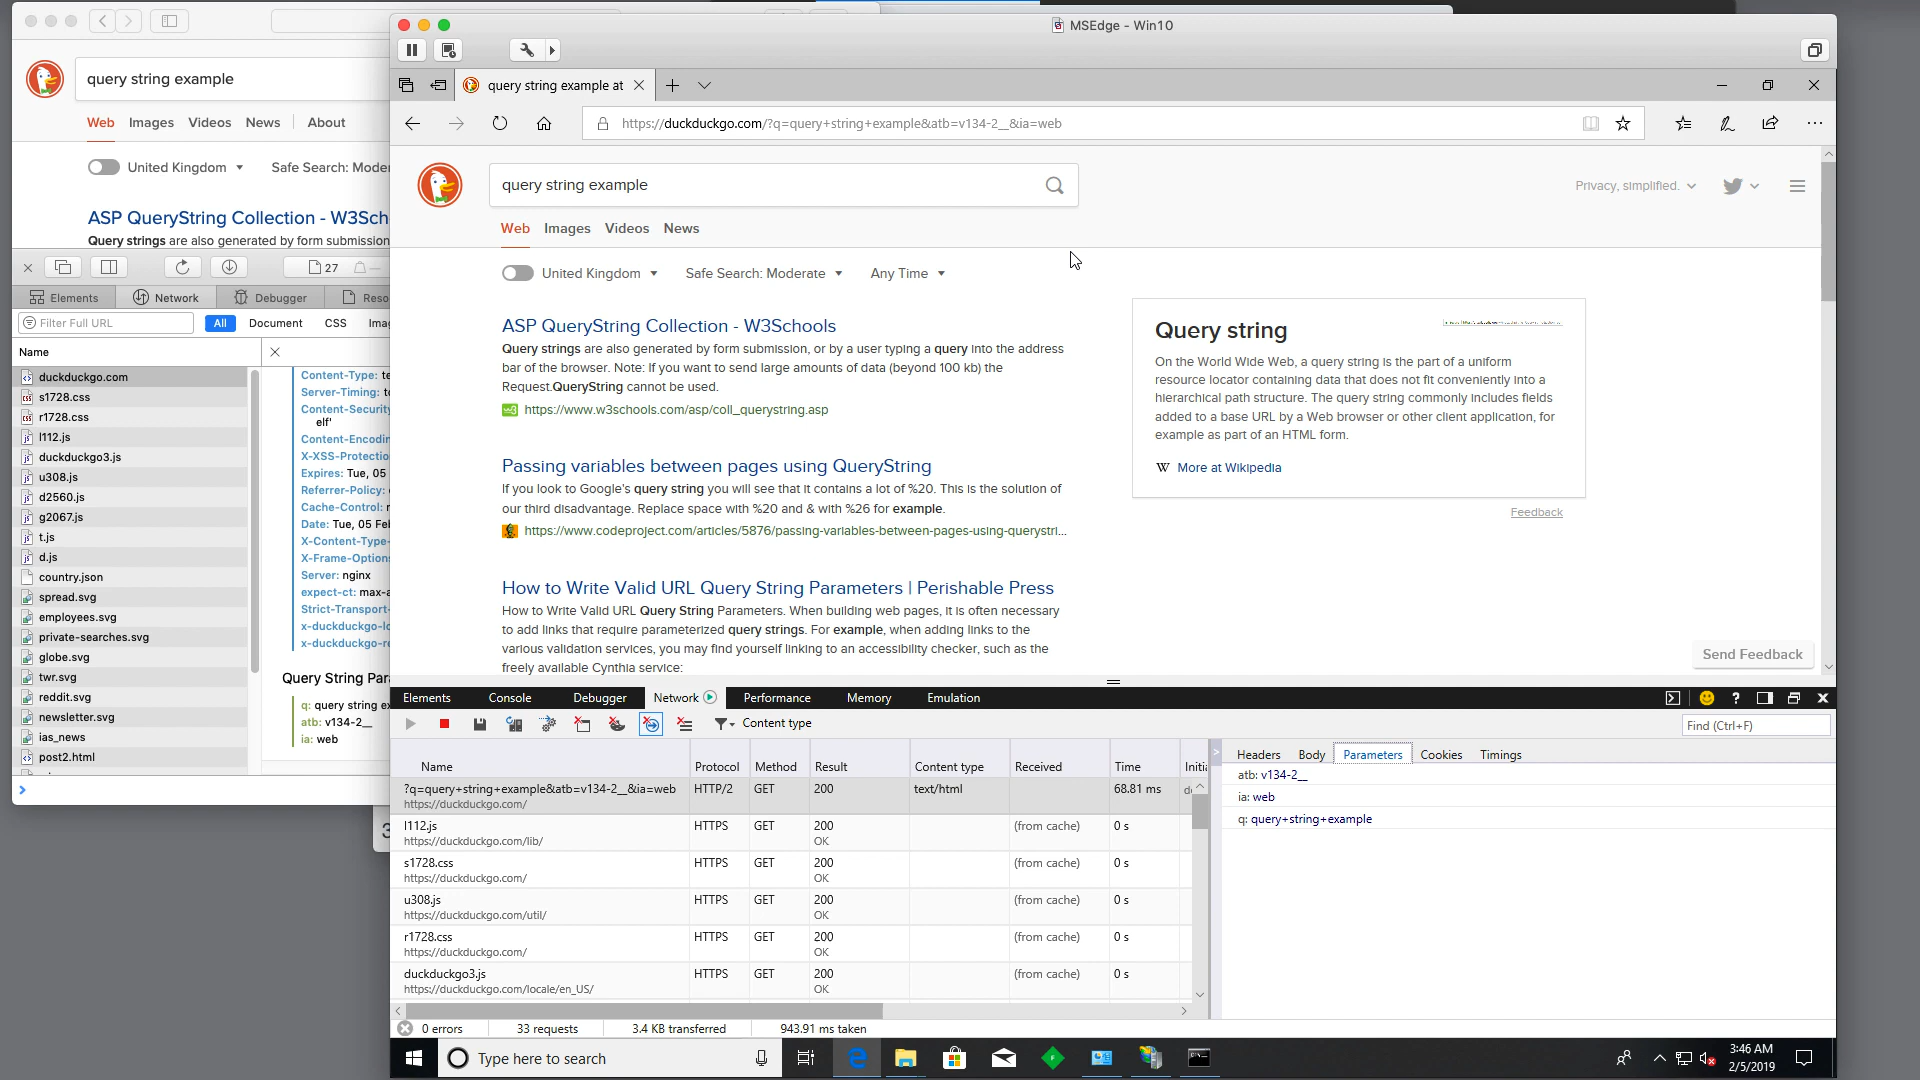 MSEdge - Win10
query string example
Web Images Videos News About
United Kingdom
Safe Search: Moder
ASP QueryString Collection - W3Sch
Query strings are also generated by form submission
27
Elements Network Debugger Reso
Filter Full URL All Document CSS Imag
Name
duckduckgo.com
s1728.css
r1728.css
l112.js
duckduckgo3.js
u308.js
d2560.js
g2067.js
t.js
d.js
country.json
spread.svg
employees.svg
private-searches.svg
globe.svg
twr.svg
reddit.svg
newsletter.svg
ias_news
post2.html
Content-Type: te
Server-Timing: t
Content-Security
elf'
Content-Encodin
X-XSS-Protectio
Expires: Tue, 05
Referrer-Policy:
Cache-Control:
Date: Tue, 05 Fe
X-Content-Type-
X-Frame-Options
Server: nginx
expect-ct: max-a
Strict-Transport-
x-duckduckgo-lo
x-duckduckgo-re
Query String Para
q: query string ex
atb: v134-2__
ia: web
query string example at
https://duckduckgo.com/?q=query+string+example&atb=v134-2__&ia=web
query string example
Privacy, simplified.
Web Images Videos News
United Kingdom Safe Search: Moderate Any Time
ASP QueryString Collection - W3Schools
Query strings are also generated by form submission, or by a user typing a query into the address
bar of the browser. Note: If you want to send large amounts of data (beyond 100 kb) the
Request.QueryString cannot be used.
https://www.w3schools.com/asp/coll_querystring.asp
Passing variables between pages using QueryString
If you look to Google's query string you will see that it contains a lot of %20. This is the solution of
our third disadvantage. Replace space with %20 and & with %26 for example.
https://www.codeproject.com/articles/5876/passing-variables-between-pages-using-querystri...
How to Write Valid URL Query String Parameters | Perishable Press
How to Write Valid URL Query String Parameters. When building web pages, it is often necessary
to add links that require parameterized query strings. For example, when adding links to the
various validation services, you may find yourself linking to an accessibility checker, such as the
freely available Cynthia service:
Query string
On the World Wide Web, a query string is the part of a uniform
resource locator containing data that does not fit conveniently into a
hierarchical path structure. The query string commonly includes fields
added to a base URL by a Web browser or other client application, for
example as part of an HTML form.
W More at Wikipedia
Feedback
Send Feedback
Elements Console Debugger Network Performance Memory Emulation
Content type
Find (Ctrl+F)
Name Protocol Method Result Content type Received Time Initia
?q=query+string+example&atb=v134-2__&ia=web HTTP/2 GET 200 text/html 68.81 ms
https://duckduckgo.com/
l112.js HTTPS GET 200 (from cache) 0 s
https://duckduckgo.com/lib/ OK
s1728.css HTTPS GET 200 (from cache) 0 s
https://duckduckgo.com/ OK
u308.js HTTPS GET 200 (from cache) 0 s
https://duckduckgo.com/util/ OK
r1728.css HTTPS GET 200 (from cache) 0 s
https://duckduckgo.com/ OK
duckduckgo3.js HTTPS GET 200 (from cache) 0 s
https://duckduckgo.com/locale/en_US/ OK
Headers Body Parameters Cookies Timings
atb: v134-2__
ia: web
q: query+string+example
0 errors 33 requests 3.4 KB transferred 943.91 ms taken
Type here to search
3:46 AM
2/5/2019